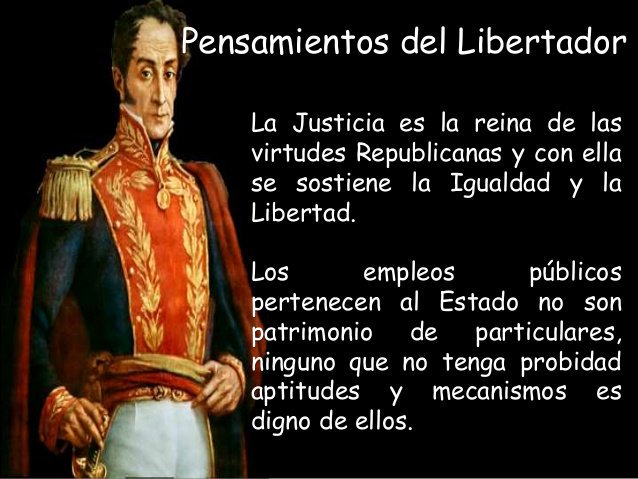 Pensamientos del Libertador
La Justicia es la reina de las
virtudes Republicanas y con ella
se sostiene la Igualdad y la
Libertad.
Los empleos públicos
pertenecen al Estado no son
patrimonio de particulares,
ninguno que no tenga probidad
aptitudes y mecanismos es
digno de ellos.